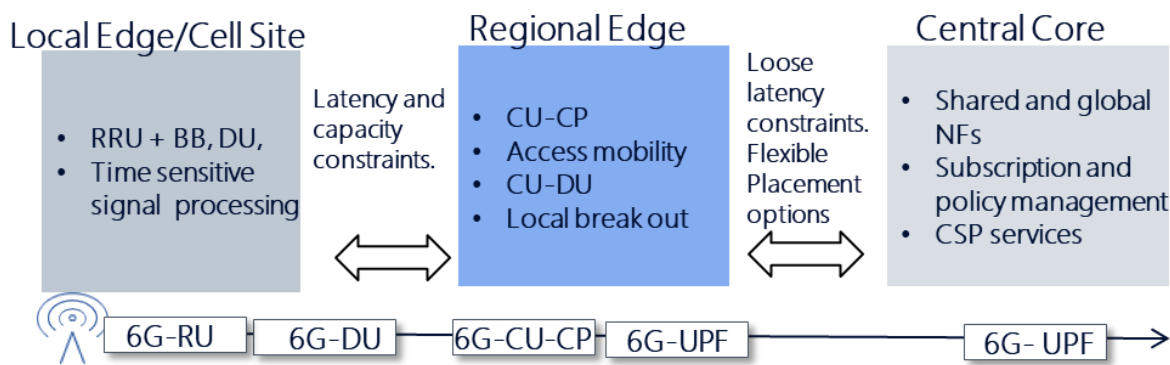 Local Edge/Cell Site
• RRU + BB, DU,
• Time sensitive
signal processing
Latency and
capacity
constraints.
Regional Edge
• CU-CP
• Access mobility
• CU-DU
• Local break out
Loose
latency
constraints.
Flexible
Placement
options
Central Core
• Shared and global
NFs
• Subscription and
policy management
• CSP services
6G-RU
6G-DU
6G-CU-CP
6G-UPF
6G- UPF